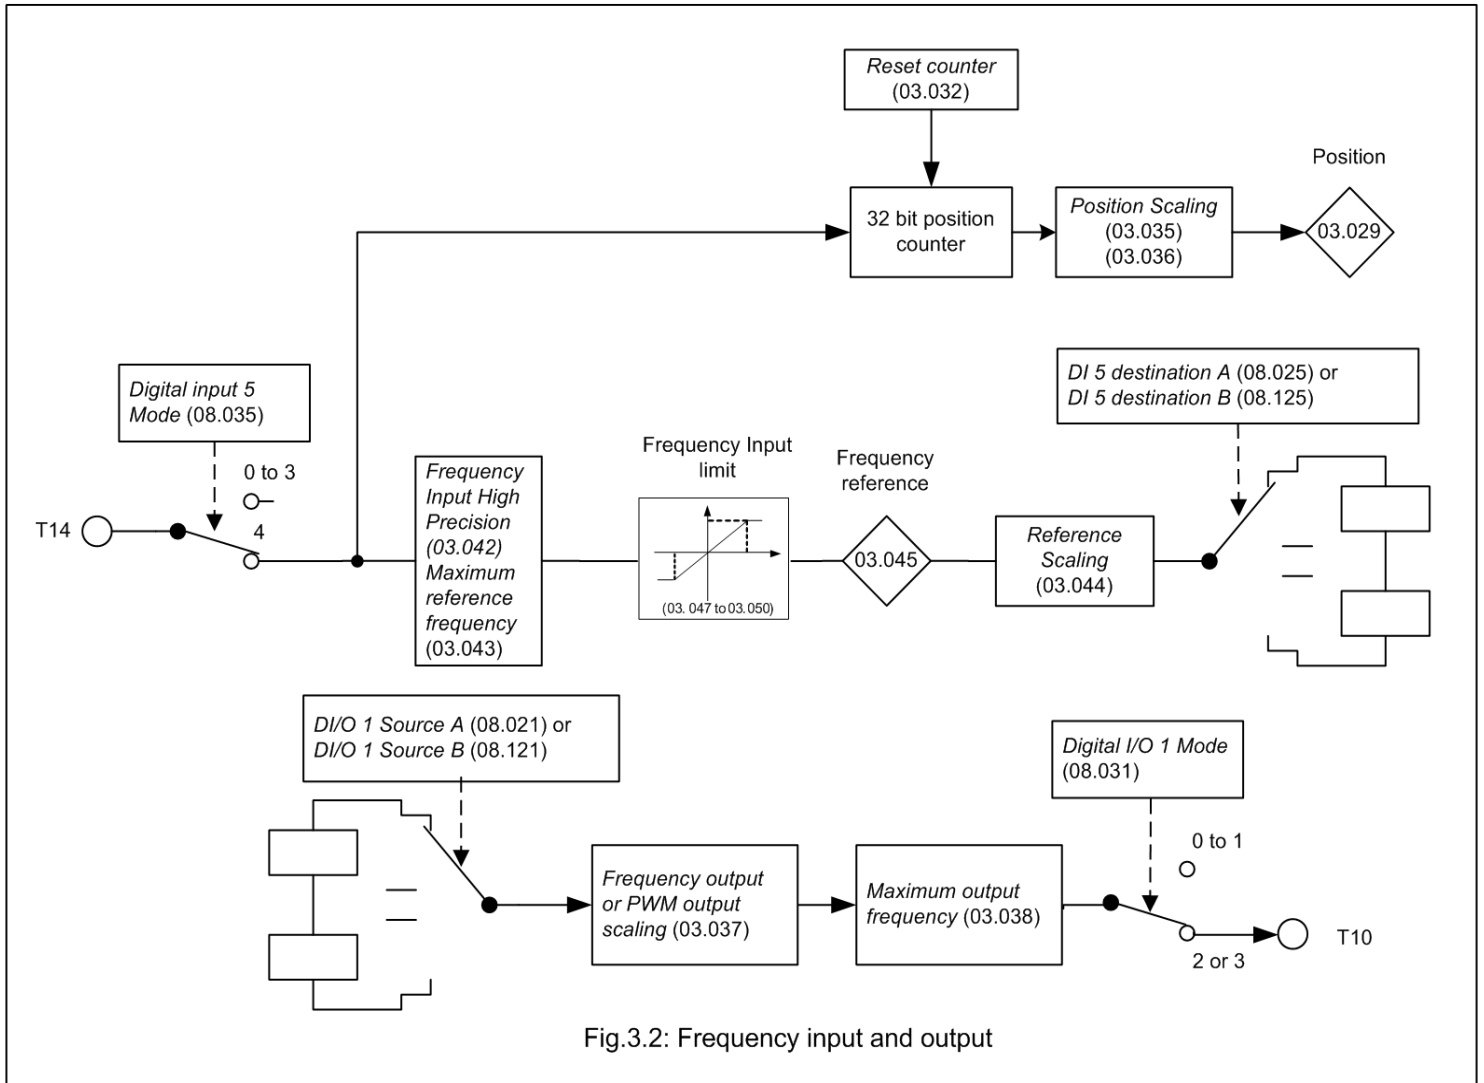 Reset counter
(03.032)
Position
32 bit position
counter
Position Scaling
(03.035)
(03.036)
03.029
Digital input 5
Mode (08.035)
DI 5 destination A (08.025) or
DI 5 destination B (08.125)
0 to 3
4
T14
Frequency
Input High
Precision
(03.042)
Maximum
reference
frequency
(03.043)
Frequency Input
limit
(03. 047 to 03. 050)
Frequency
reference
03.045
Reference
Scaling
(03.044)
DI/O 1 Source A (08.021) or
DI/O 1 Source B (08.121)
Digital I/O 1 Mode
(08.031)
Frequency output
or PWM output
scaling (03.037)
Maximum output
frequency (03.038)
0 to 1
2 or 3
T10
Fig.3.2: Frequency input and output